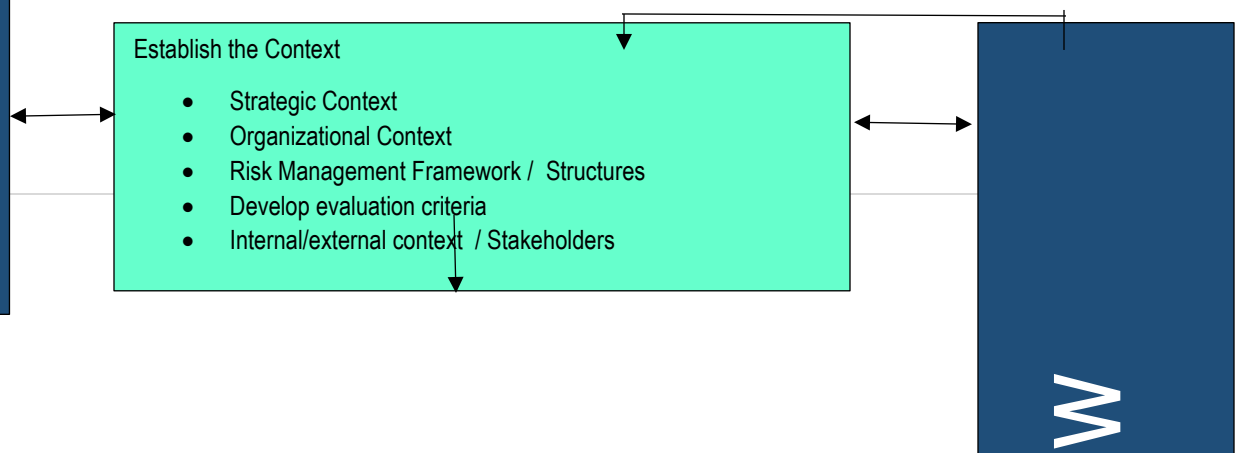 Establish the Context
• Strategic Context
• Organizational Context
• Risk Management Framework /  Structures
• Develop evaluation criteria
• Internal/external context  / Stakeholders
W